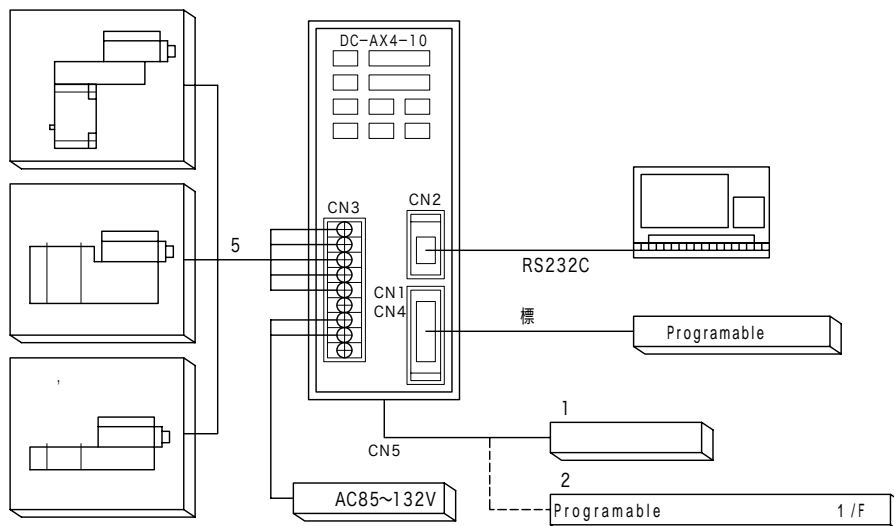 DC-AX4-10
CN3
CN2
5
RS232C
CN1
CN4
標
Programable
,
1
CN5
2
AC85~132V
Programable 1/F